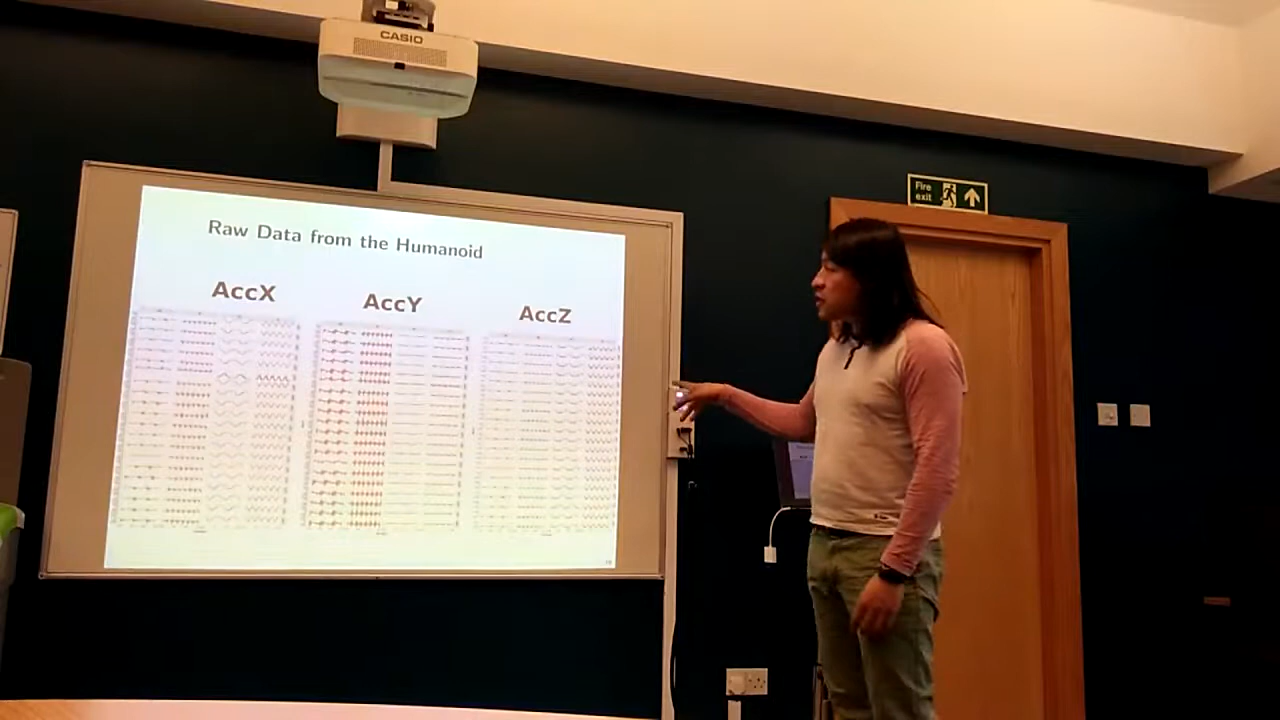 CASIO
Fire
exit
Raw Data from the Humanoid
AccX
AccY
AccZ